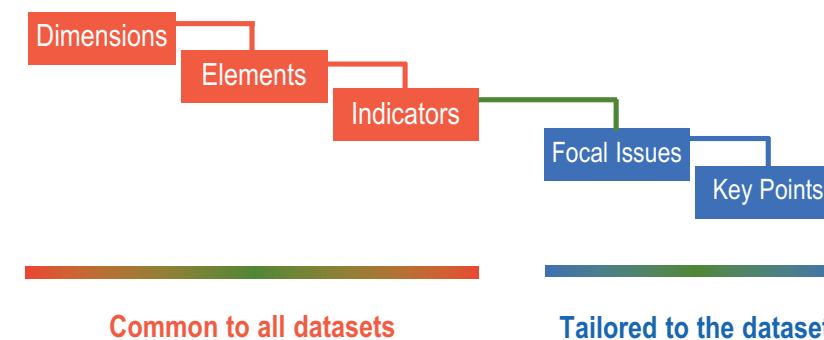 Dimensions
Elements
Indicators
Focal Issues
Key Points
Common to all datasets
Tailored to the dataset